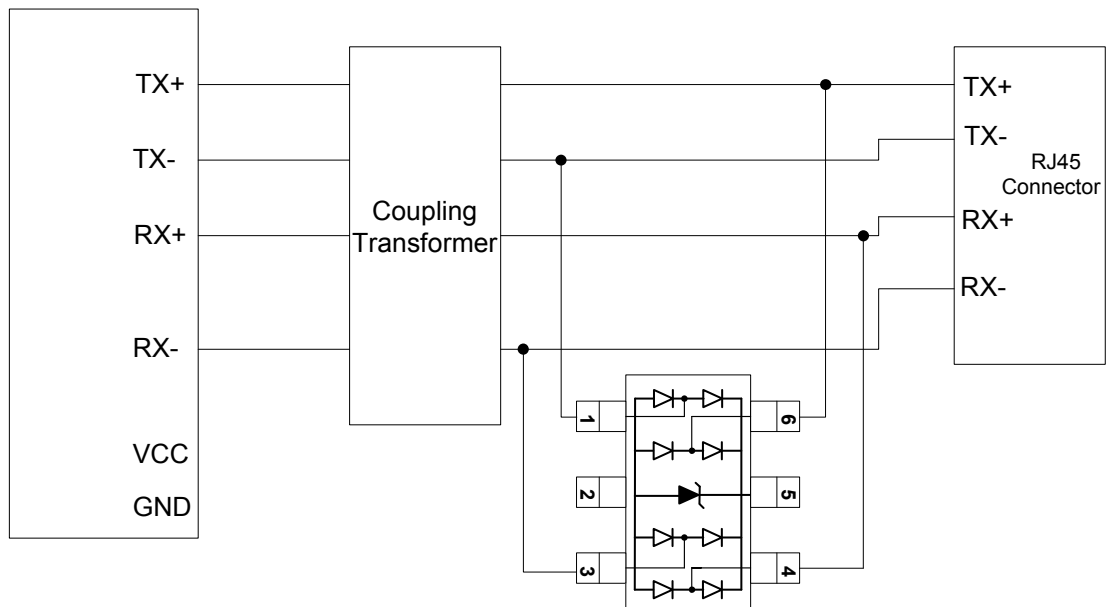 TX+
TX-
RX+
RX-
VCC
GND
Coupling
Transformer
TX+
TX-
RJ45
Connector
RX+
RX-
1
2
3
6
5
4